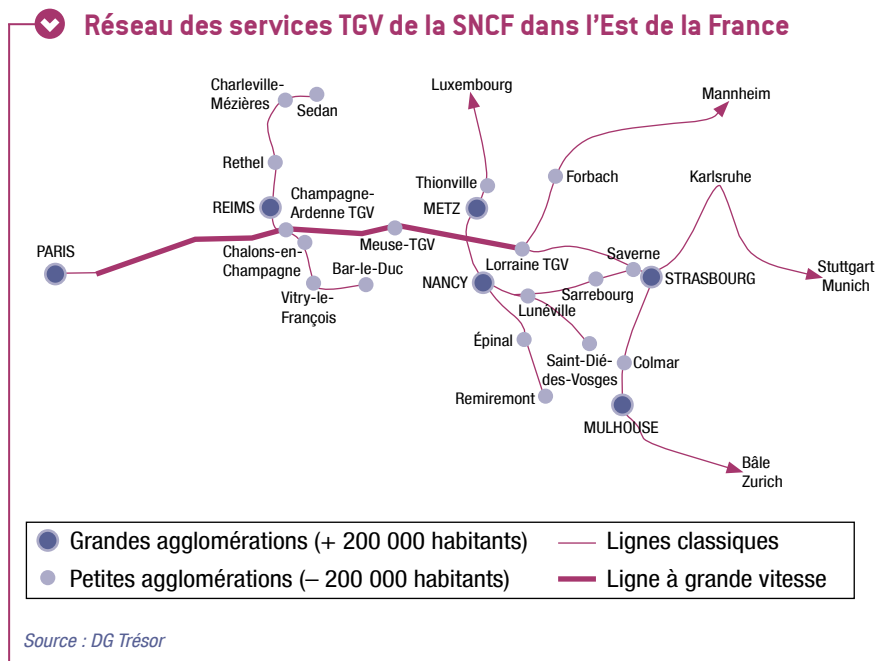 Réseau des services TGV de la SNCF dans l'Est de la France
Charleville-
Mézières
Sedan
Luxembourg
Mannheim
Rethel
Thionville
Forbach
Karlsruhe
REIMS
Champagne-
Ardenne TGV
METZ
PARIS
Chalons-en-
Champagne
Meuse-TGV
Lorraine TGV
Saverne
Bar-le-Duc
NANCY
Sarrebourg
STRASBOURG
Stuttgart
Munich
Vitry-le-
François
Lunéville
Épinal
Saint-Dié-
des-Vosges
Colmar
Remiremont
MULHOUSE
Bâle
Zurich
Grandes agglomérations (+ 200 000 habitants)
Lignes classiques
Petites agglomérations (– 200 000 habitants)
Ligne à grande vitesse
Source : DG Trésor